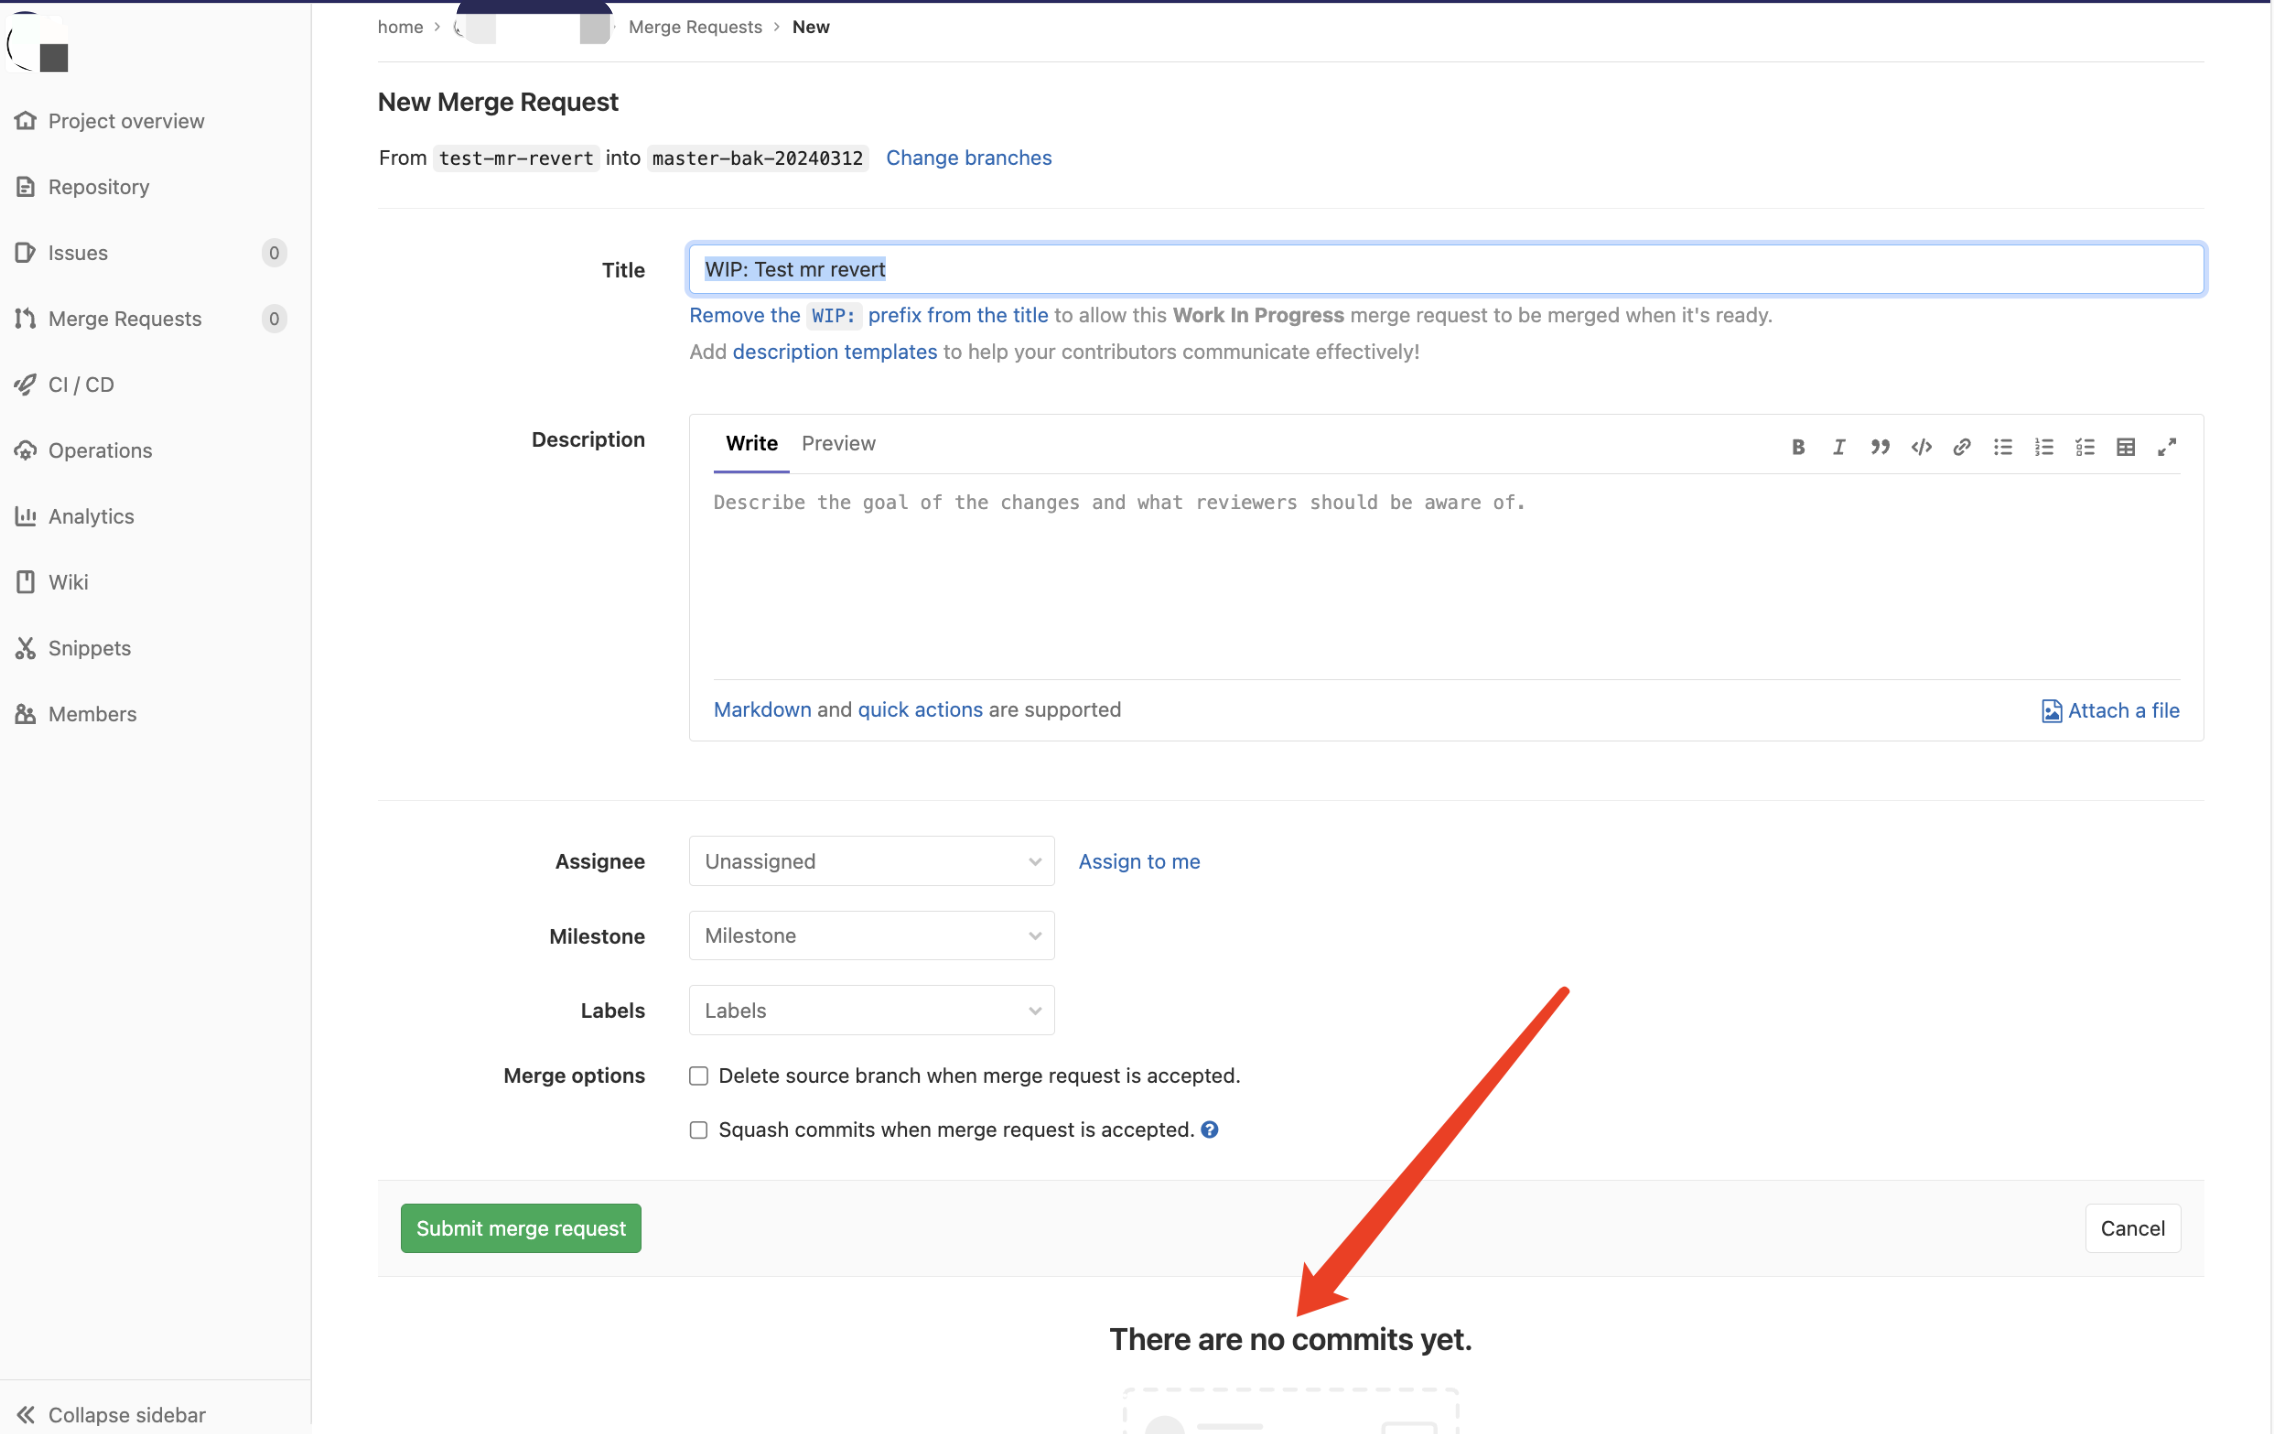 home › Merge Requests › New
New Merge Request
From test-mr-revert into master-bak-20240312 Change branches
Project overview
Repository
Issues 0
Merge Requests 0
CI / CD
Operations
Analytics
Wiki
Snippets
Members
Collapse sidebar
Title WIP: Test mr revert
Remove the WIP: prefix from the title to allow this Work In Progress merge request to be merged when it's ready.
Add description templates to help your contributors communicate effectively!
Description Write Preview
Describe the goal of the changes and what reviewers should be aware of.
Markdown and quick actions are supported Attach a file
Assignee Unassigned Assign to me
Milestone Milestone
Labels Labels
Merge options Delete source branch when merge request is accepted.
Squash commits when merge request is accepted.
Submit merge request Cancel
There are no commits yet.